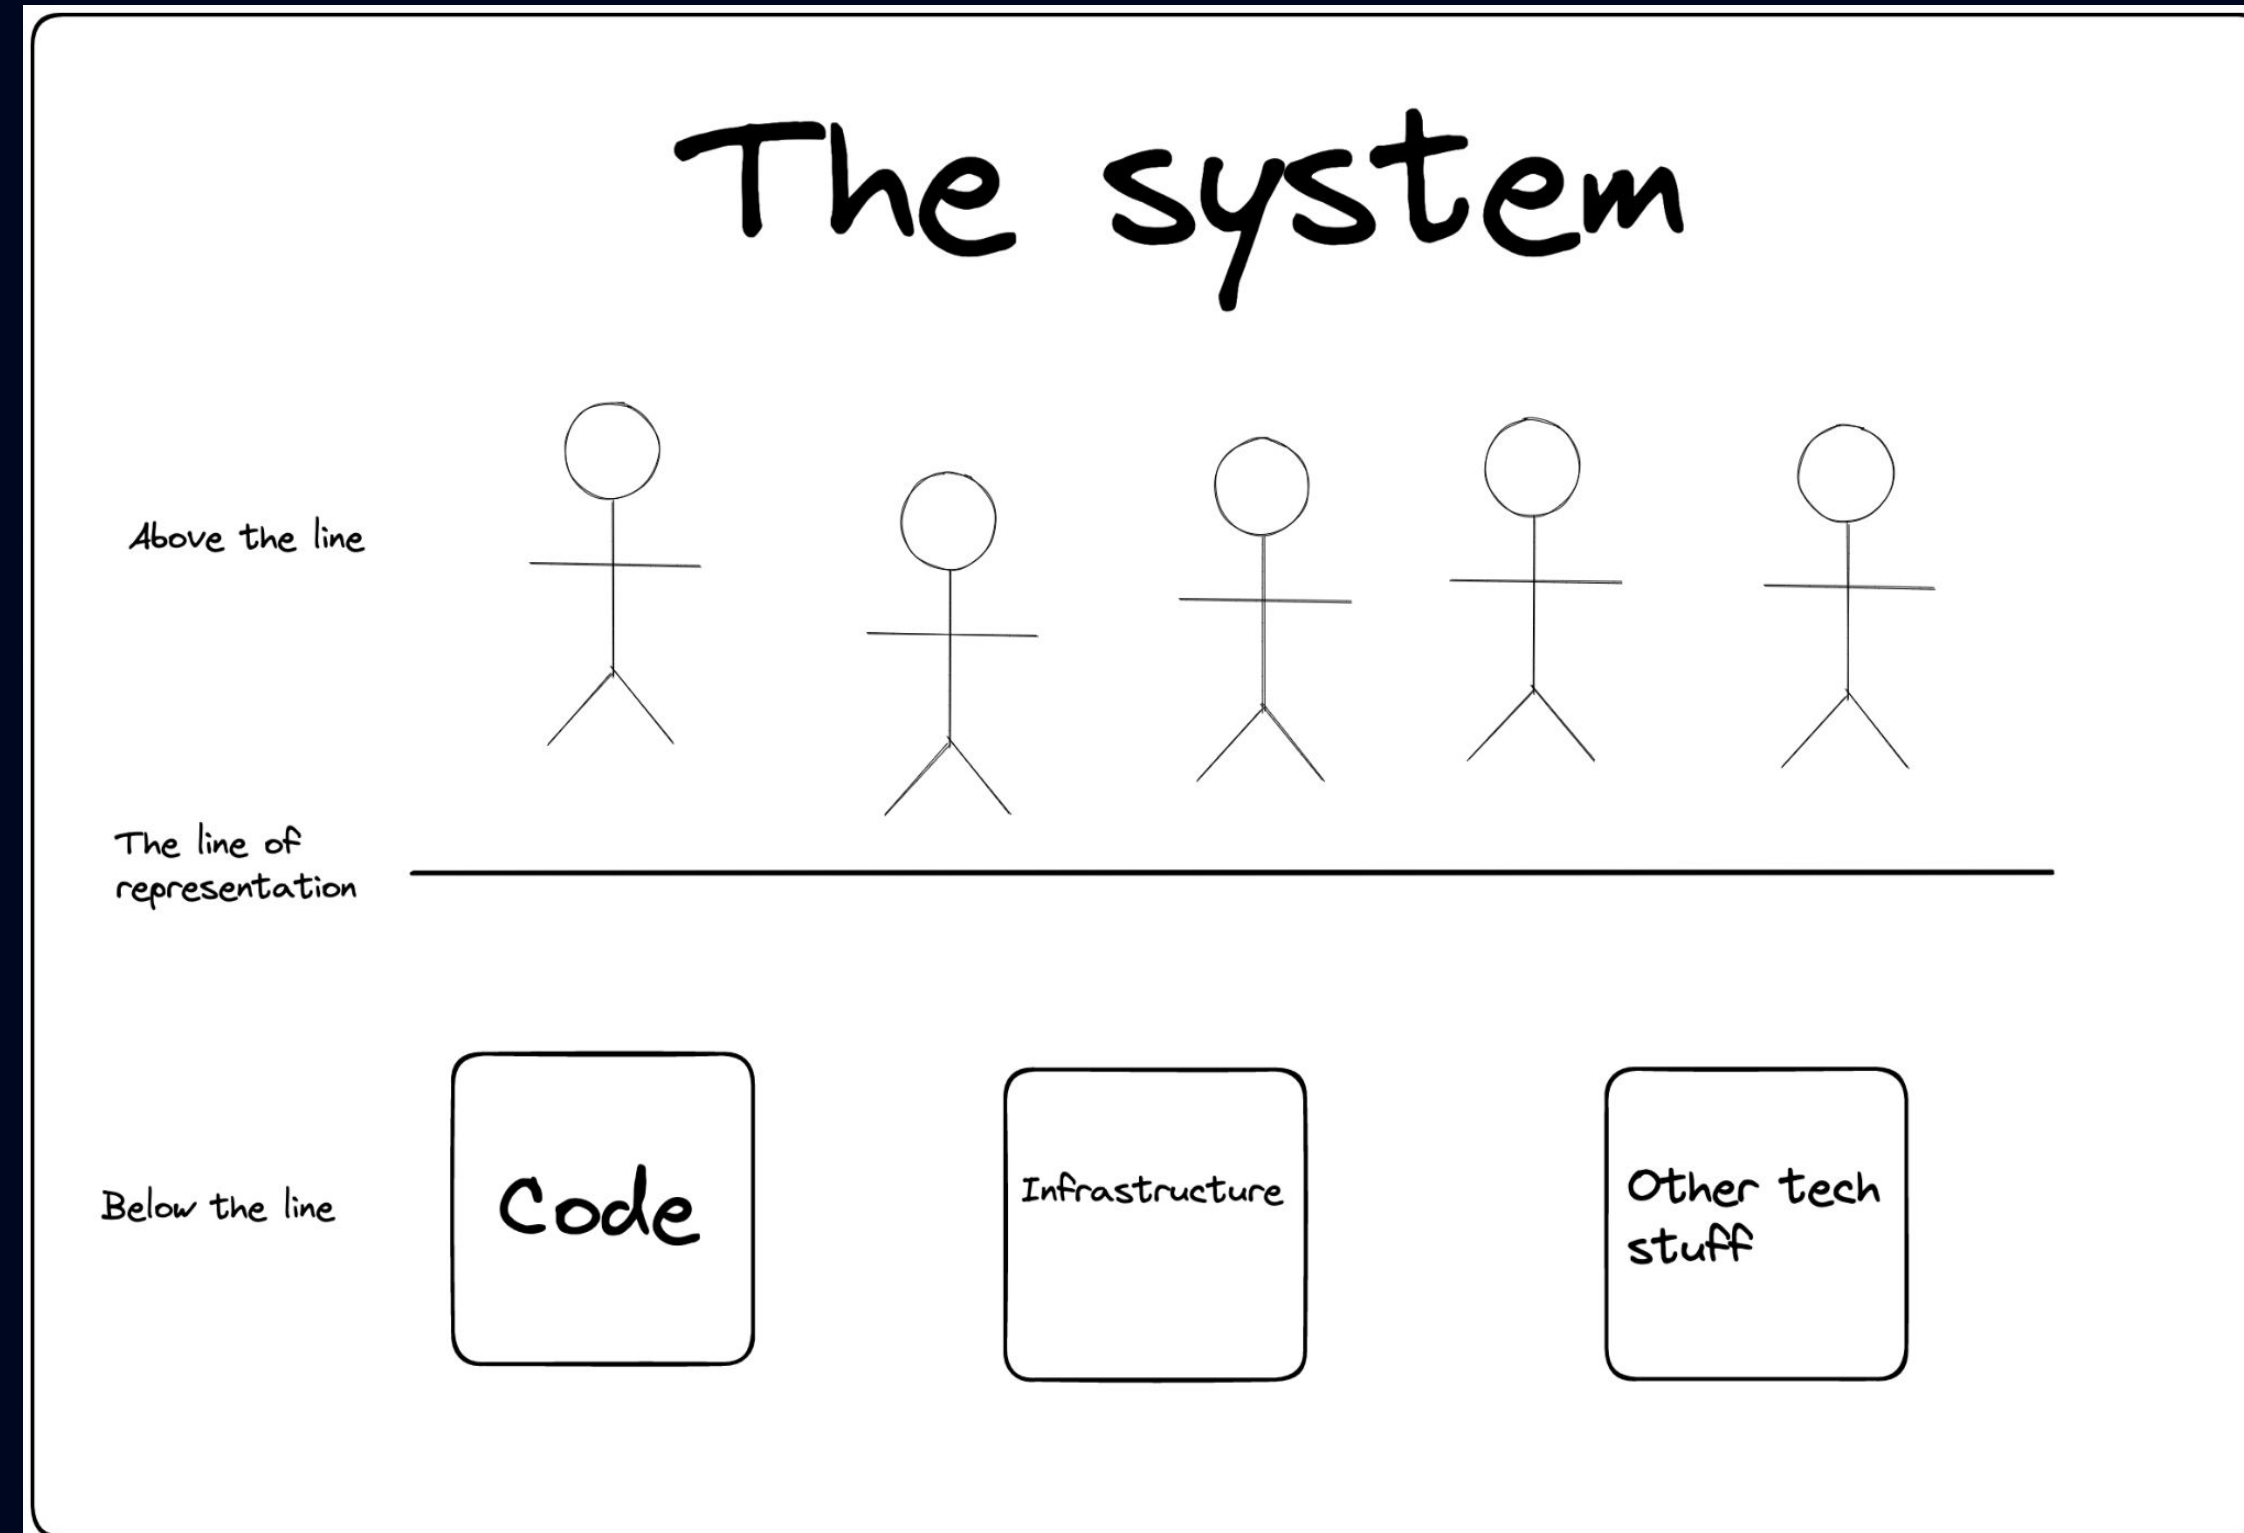 The system
Above the line
The line of
representation
Below the line
Code
Infrastructure
Other tech
stuff